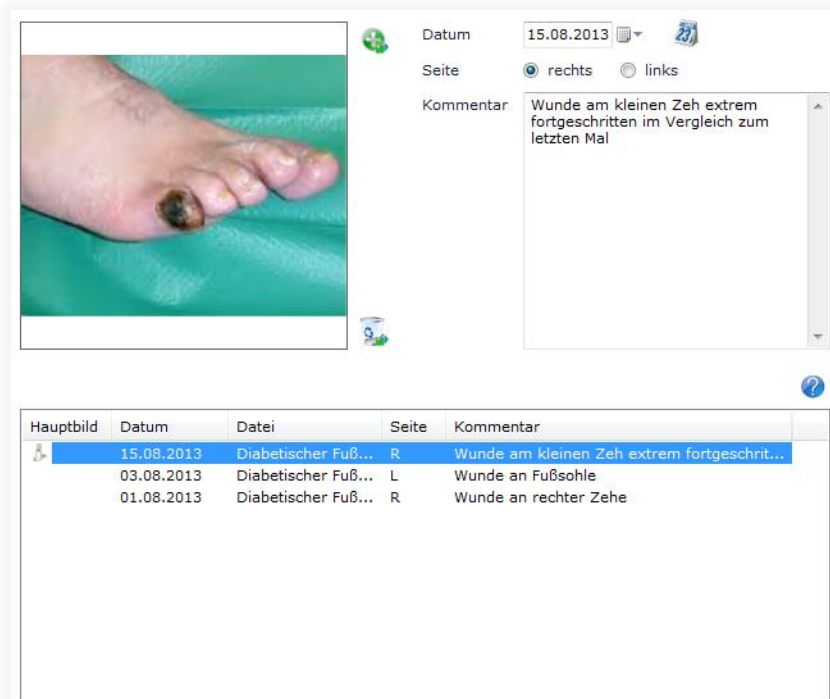 Datum 15.08.2013 23
Seite rechts links
Kommentar Wunde am kleinen Zeh extrem
fortgeschritten im Vergleich zum
letzten Mal
?
Hauptbild Datum Datei Seite Kommentar
15.08.2013 Diabetischer Fuß... R Wunde am kleinen Zeh extrem fortgeschrit...
03.08.2013 Diabetischer Fuß... L Wunde an Fußsohle
01.08.2013 Diabetischer Fuß... R Wunde an rechter Zehe